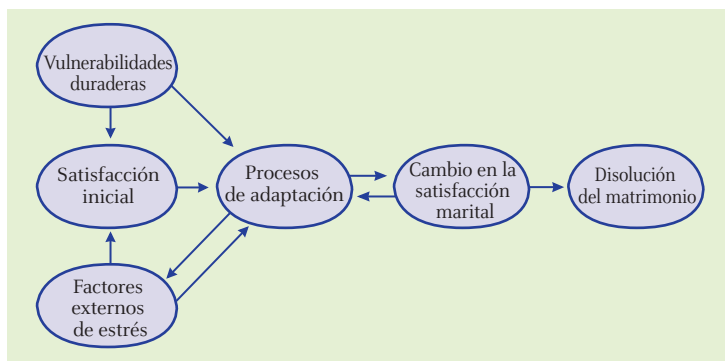 Vulnerabilidades
duraderas
Satisfacción
inicial
Procesos
de adaptación
Cambio en la
satisfacción
marital
Disolución
del matrimonio
Factores
externos
de estrés